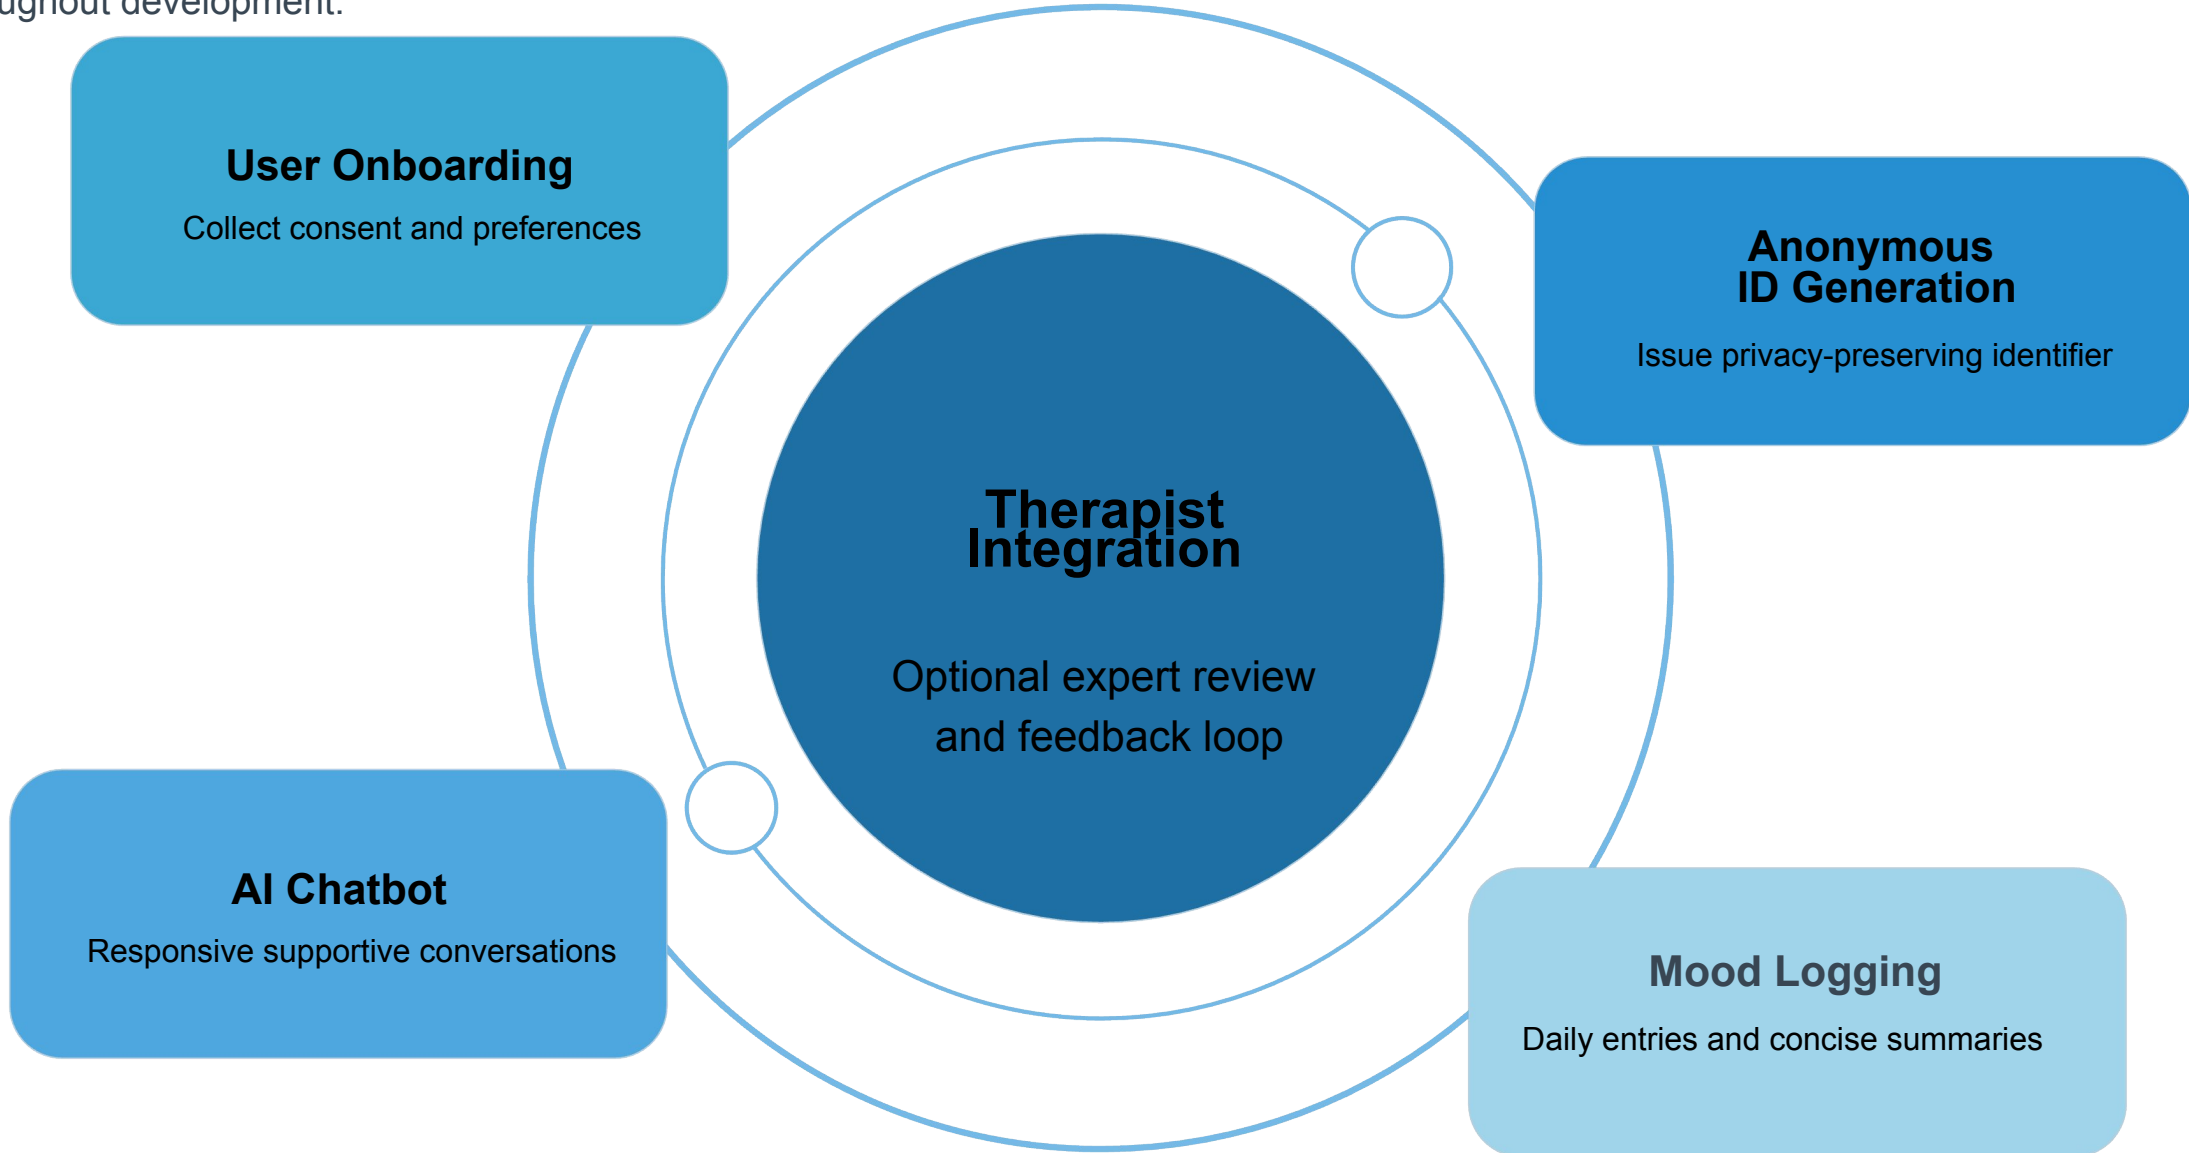 development.
User Onboarding
Collect consent and preferences
Anonymous
ID Generation
Issue privacy-preserving identifier
Therapist
Integration
Optional expert review
and feedback loop
AI Chatbot
Responsive supportive conversations
Mood Logging
Daily entries and concise summaries